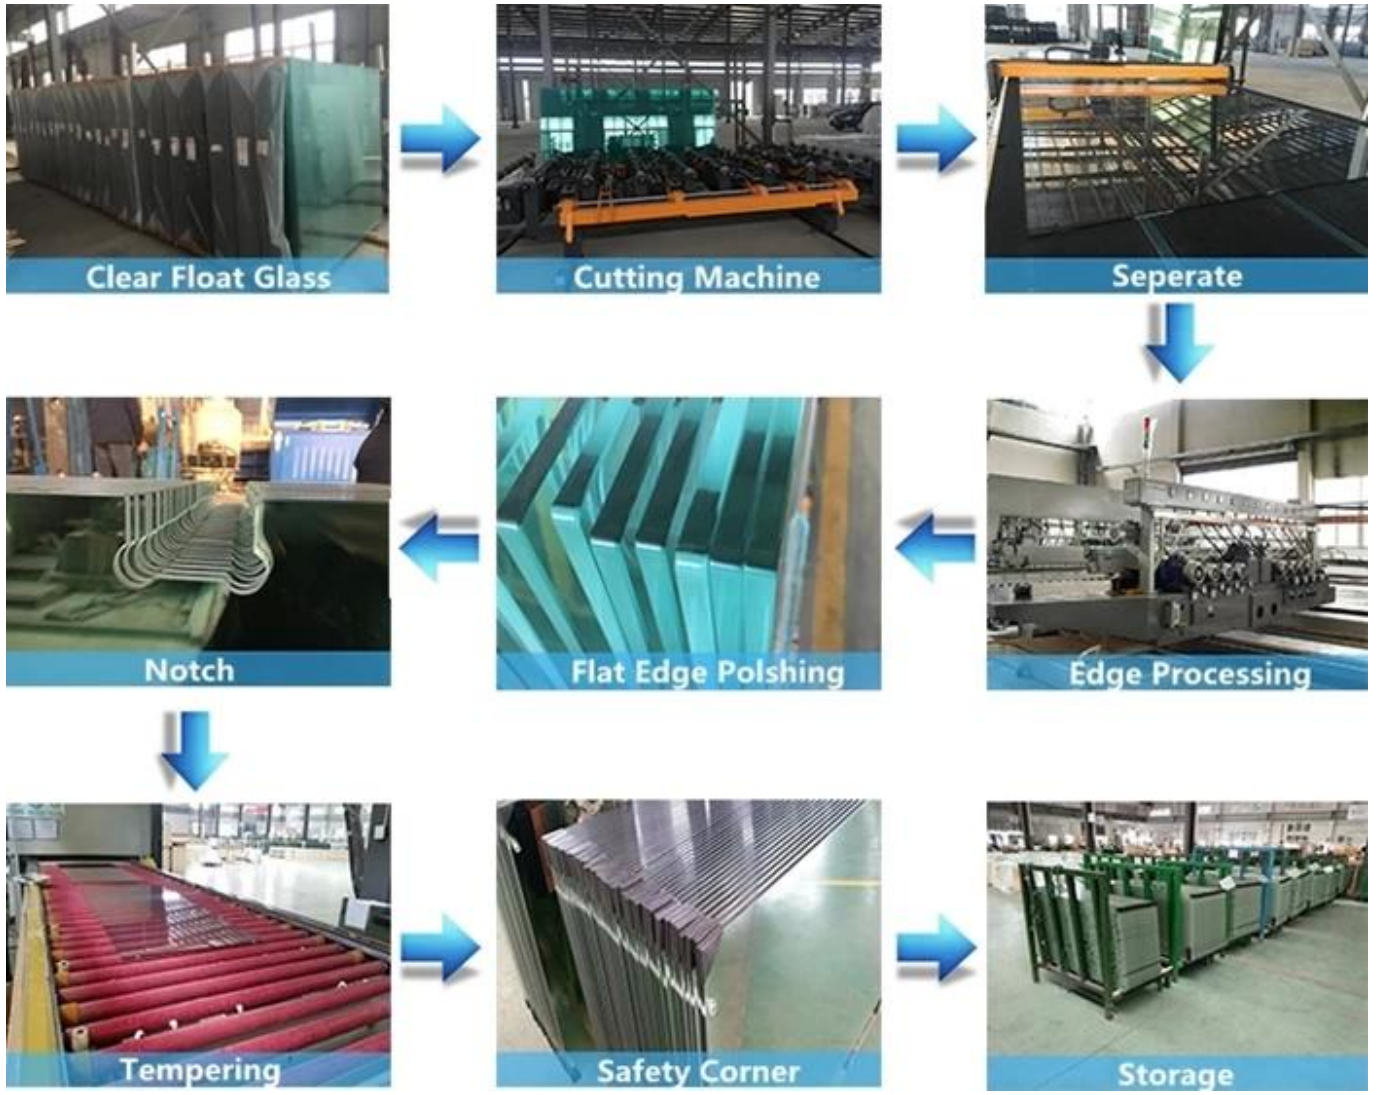 Clear Float Glass
Cutting Machine
Seperate
Edge Processing
Flat Edge Polshing
Notch
Tempering
Safety Corner
Storage